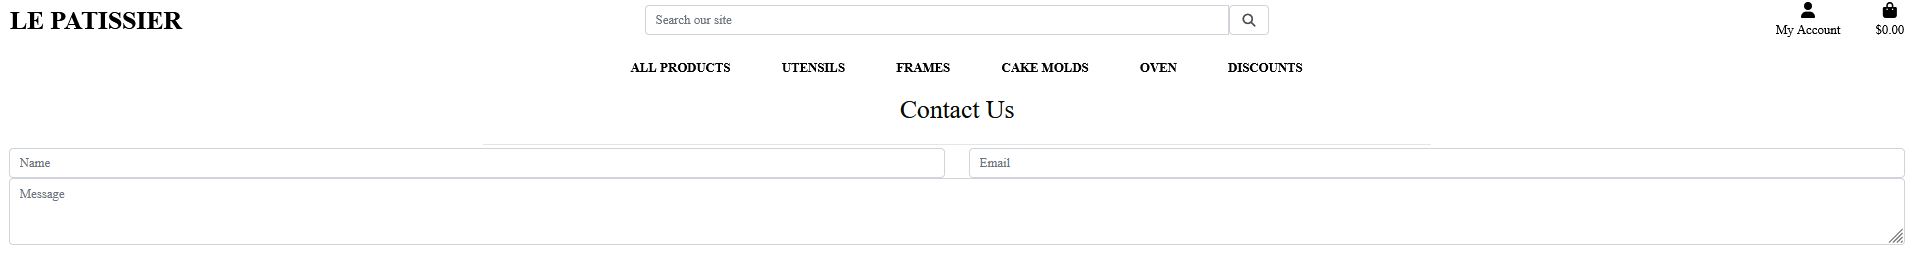 LE PATISSIER
Search our site
My Account
$0.00
ALL PRODUCTS UTENSILS FRAMES CAKE MOLDS OVEN DISCOUNTS
Contact Us
Name
Email
Message